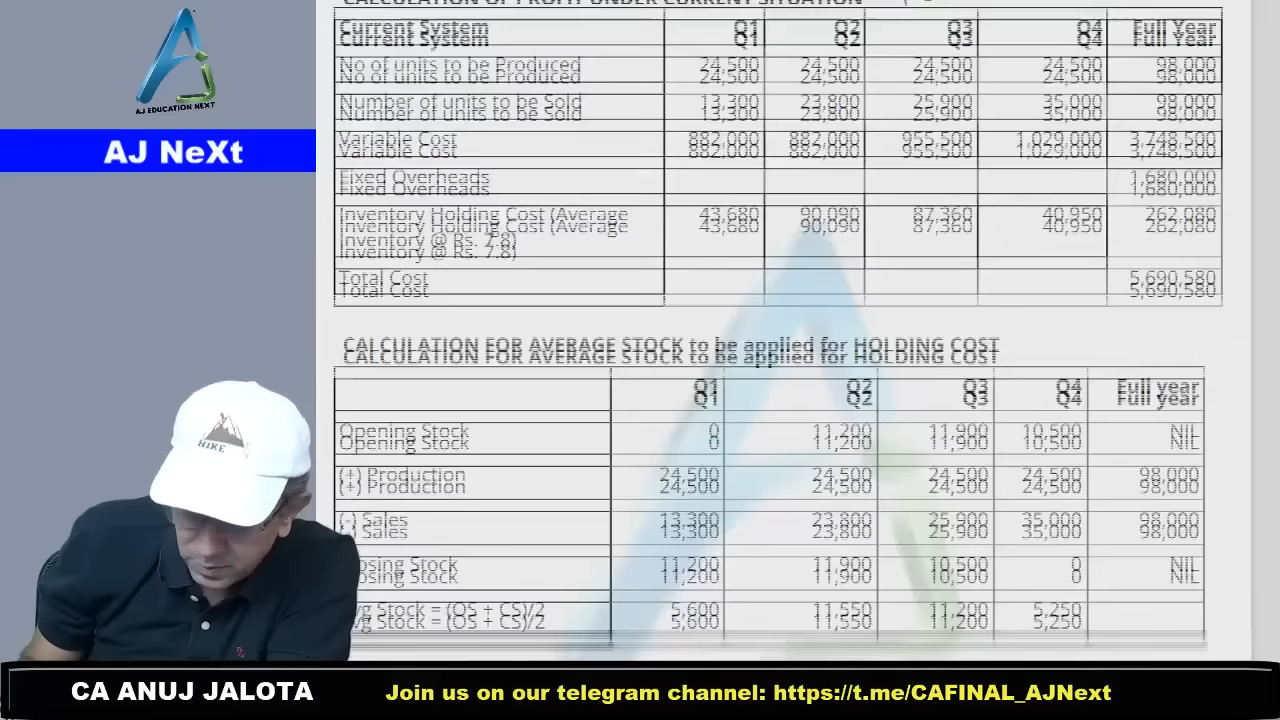 AJ EDUCATION NEXT
AJ NeXt
CALCULATION OF PROFIT UNDER CURRENT SITUATION
Current System Q1 Q2 Q3 Q4 Full Year
No of units to be Produced 24,500 24,500 24,500 24,500 98,000
Number of units to be Sold 13,300 23,800 25,900 35,000 98,000
Variable Cost 882,000 882,000 955,500 1,029,000 3,748,500
Fixed Overheads 1,680,000
Inventory Holding Cost (Average 43,680 90,090 87,360 40,950 262,080
Inventory @ Rs. 7.8)
Total Cost 5,690,580
CALCULATION FOR AVERAGE STOCK to be applied for HOLDING COST
Q1 Q2 Q3 Q4 Full year
Opening Stock 0 11,200 11,900 10,500 NIL
(+) Production 24,500 24,500 24,500 24,500 98,000
(-) Sales 13,300 23,800 25,900 35,000 98,000
osing Stock 11,200 11,900 10,500 0 NIL
vg Stock = (OS + CS)/2 5,600 11,550 11,200 5,250
HIKE
CA ANUJ JALOTA
Join us on our telegram channel: https://t.me/CAFINAL_AJNext